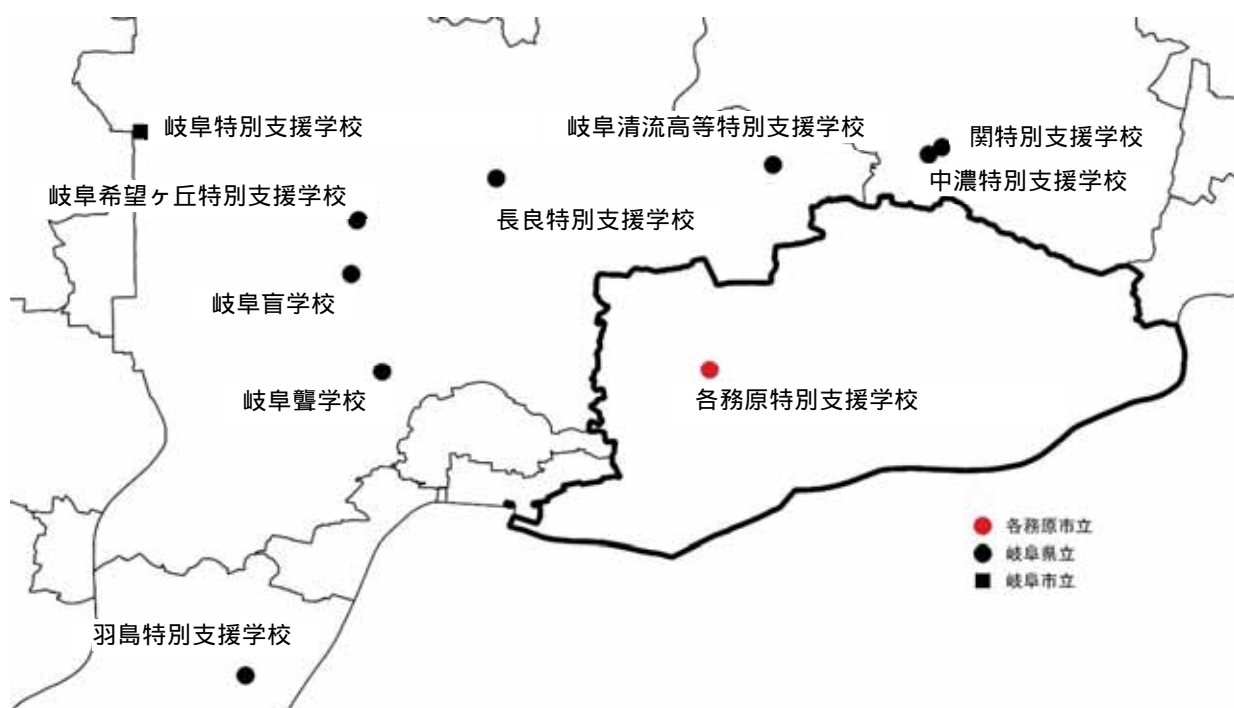 岐阜特別支援学校
岐阜清流高等特別支援学校
関特別支援学校
中濃特別支援学校
岐阜希望ヶ丘特別支援学校
長良特別支援学校
岐阜盲学校
岐阜聾学校
各務原特別支援学校
各務原市立
岐阜県立
岐阜市立
羽島特別支援学校